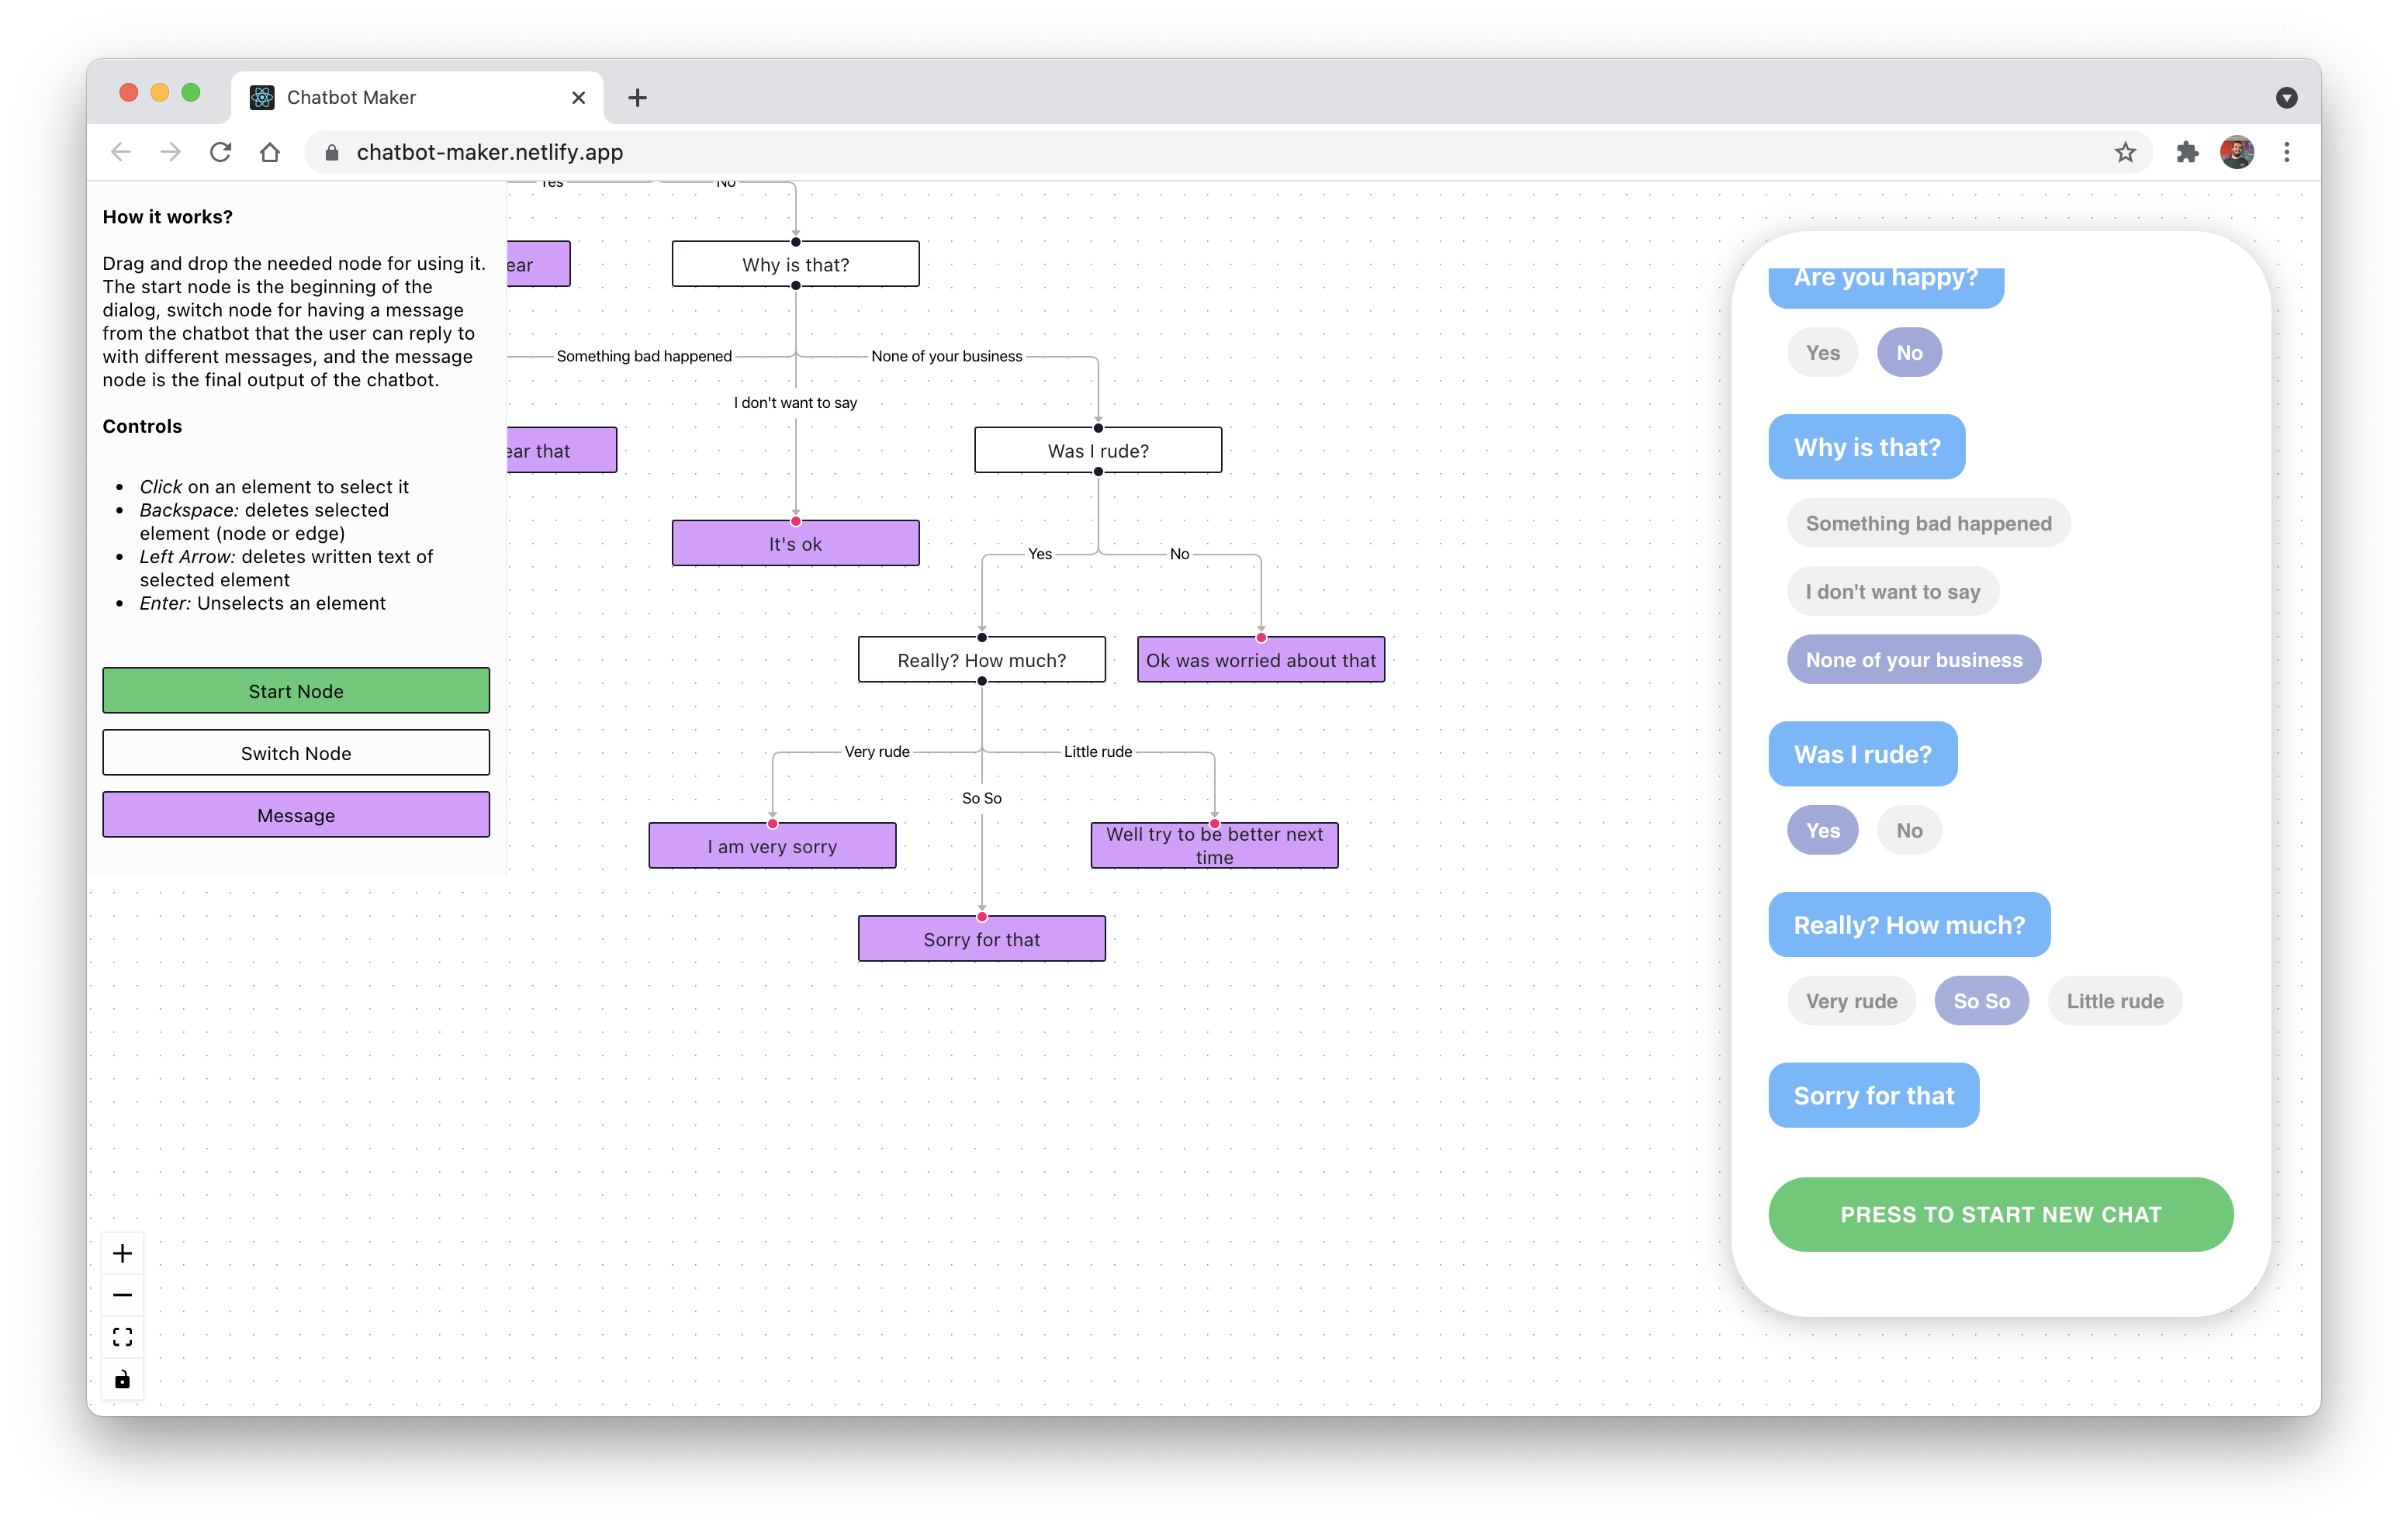 Chatbot Maker
chatbot-maker.netlify.app
How it works?
Drag and drop the needed node for using it.
The start node is the beginning of the
dialog, switch node for having a message
from the chatbot that the user can reply to
with different messages, and the message
node is the final output of the chatbot.
Controls
• Click on an element to select it
• Backspace: deletes selected
element (node or edge)
• Left Arrow: deletes written text of
selected element
• Enter: Unselects an element
Start Node
Switch Node
Message
Yes
No
ear
Why is that?
Something bad happened
None of your business
I don't want to say
ear that
Was I rude?
It's ok
Yes
No
Really? How much?
Ok was worried about that
Very rude
Little rude
So So
I am very sorry
Well try to be better next
time
Sorry for that
Are you happy?
Yes
No
Why is that?
Something bad happened
I don't want to say
None of your business
Was I rude?
Yes
No
Really? How much?
Very rude
So So
Little rude
Sorry for that
PRESS TO START NEW CHAT